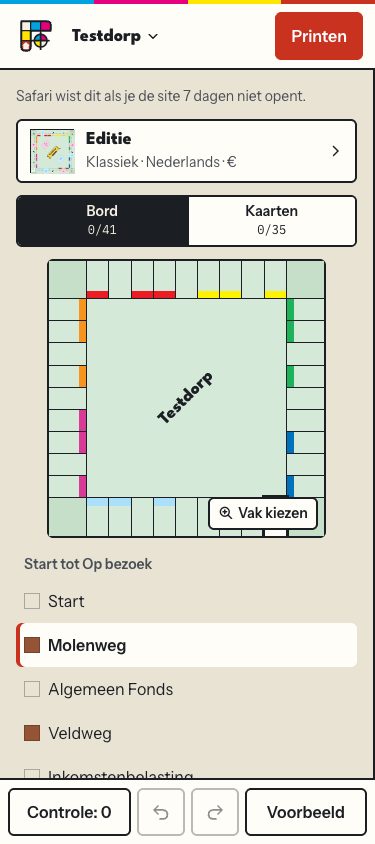 Testdorp
Printen
Safari wist dit als je de site 7 dagen niet opent.
Editie
Klassiek · Nederlands · €
Bord
0/41
Kaarten
0/35
Testdorp
Vak kiezen
Start tot Op bezoek
Start
Molenweg
Algemeen Fonds
Veldweg
Inkomstenbelasting
Controle: 0
Voorbeeld